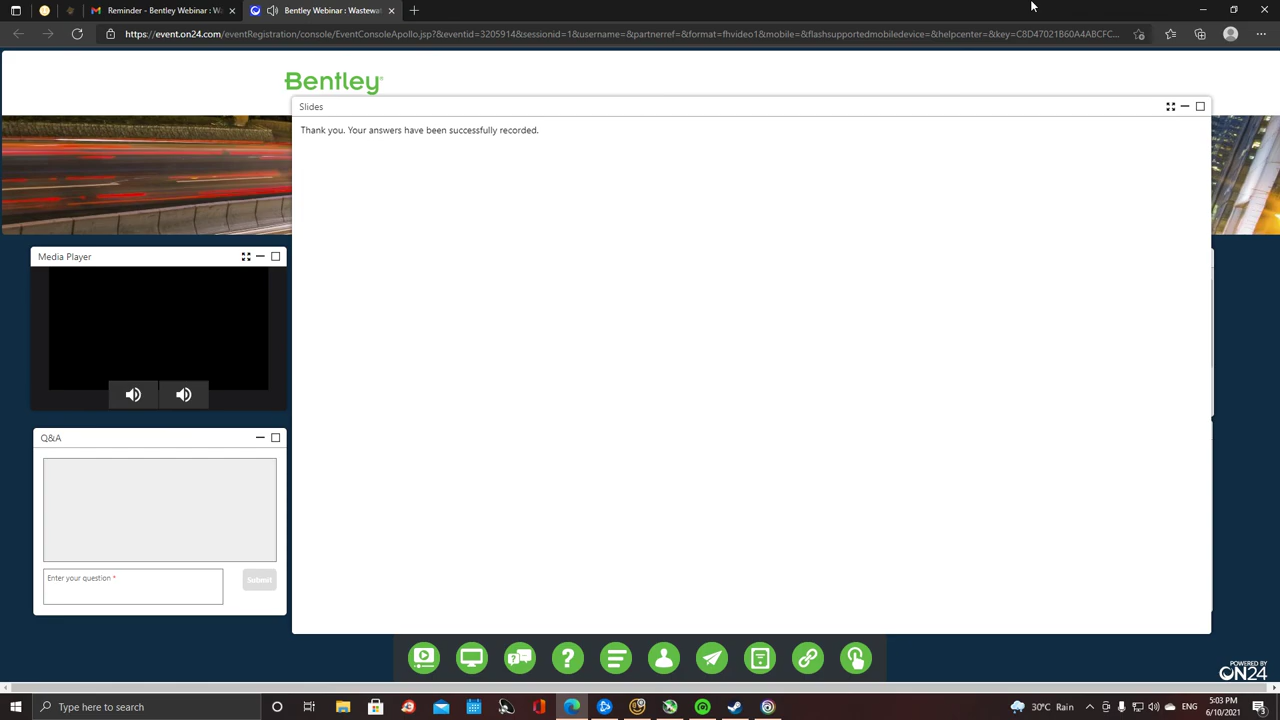 Reminder - Bentley Webinar : W
Bentley Webinar : Wastewat
https://event.on24.com/eventRegistration/console/EventConsoleApollo.jsp?&eventid=3205914&sessionid=1&username=&partnerref=&format=fhvideo1&mobile=&flashsupportedmobiledevice=&helpcenter=&key=C8D47021B60A4ABCFC...
Bentley®
Slides
Thank you. Your answers have been successfully recorded.
Media Player
Q&A
Enter your question *
Submit
POWERED BY
ON24
Type here to search
30°C Rain
5:03 PM
6/10/2021